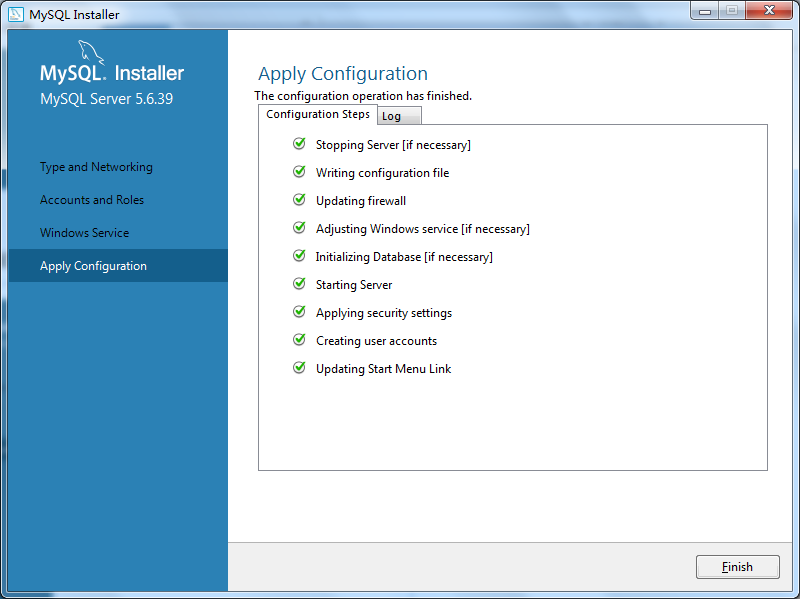 MySQL Installer
MySQL. Installer
MySQL Server 5.6.39
Type and Networking
Accounts and Roles
Windows Service
Apply Configuration
Apply Configuration
The configuration operation has finished.
Configuration Steps Log
Stopping Server [if necessary]
Writing configuration file
Updating firewall
Adjusting Windows service [if necessary]
Initializing Database [if necessary]
Starting Server
Applying security settings
Creating user accounts
Updating Start Menu Link
Finish